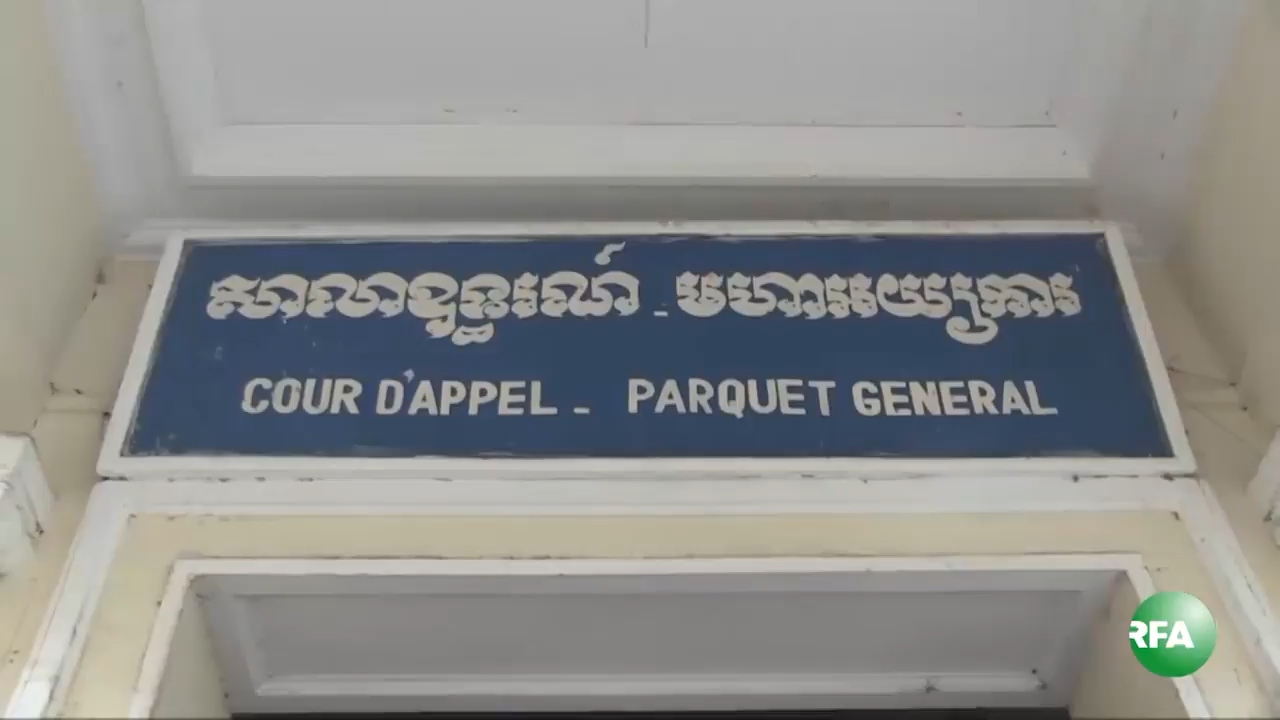 សាលាឧទ្ធរណ៍ - មហាអយ្យការ
COUR D'APPEL - PARQUET GENERAL
RFA